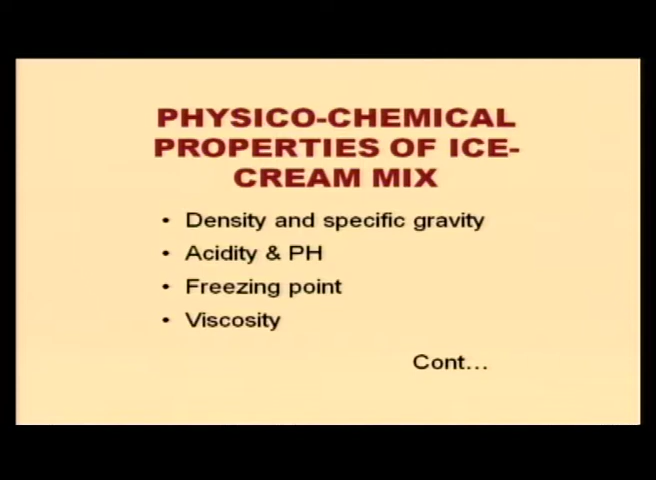 PHYSICO-CHEMICAL
PROPERTIES OF ICE-
CREAM MIX
• Density and specific gravity
• Acidity & PH
• Freezing point
• Viscosity
Cont...